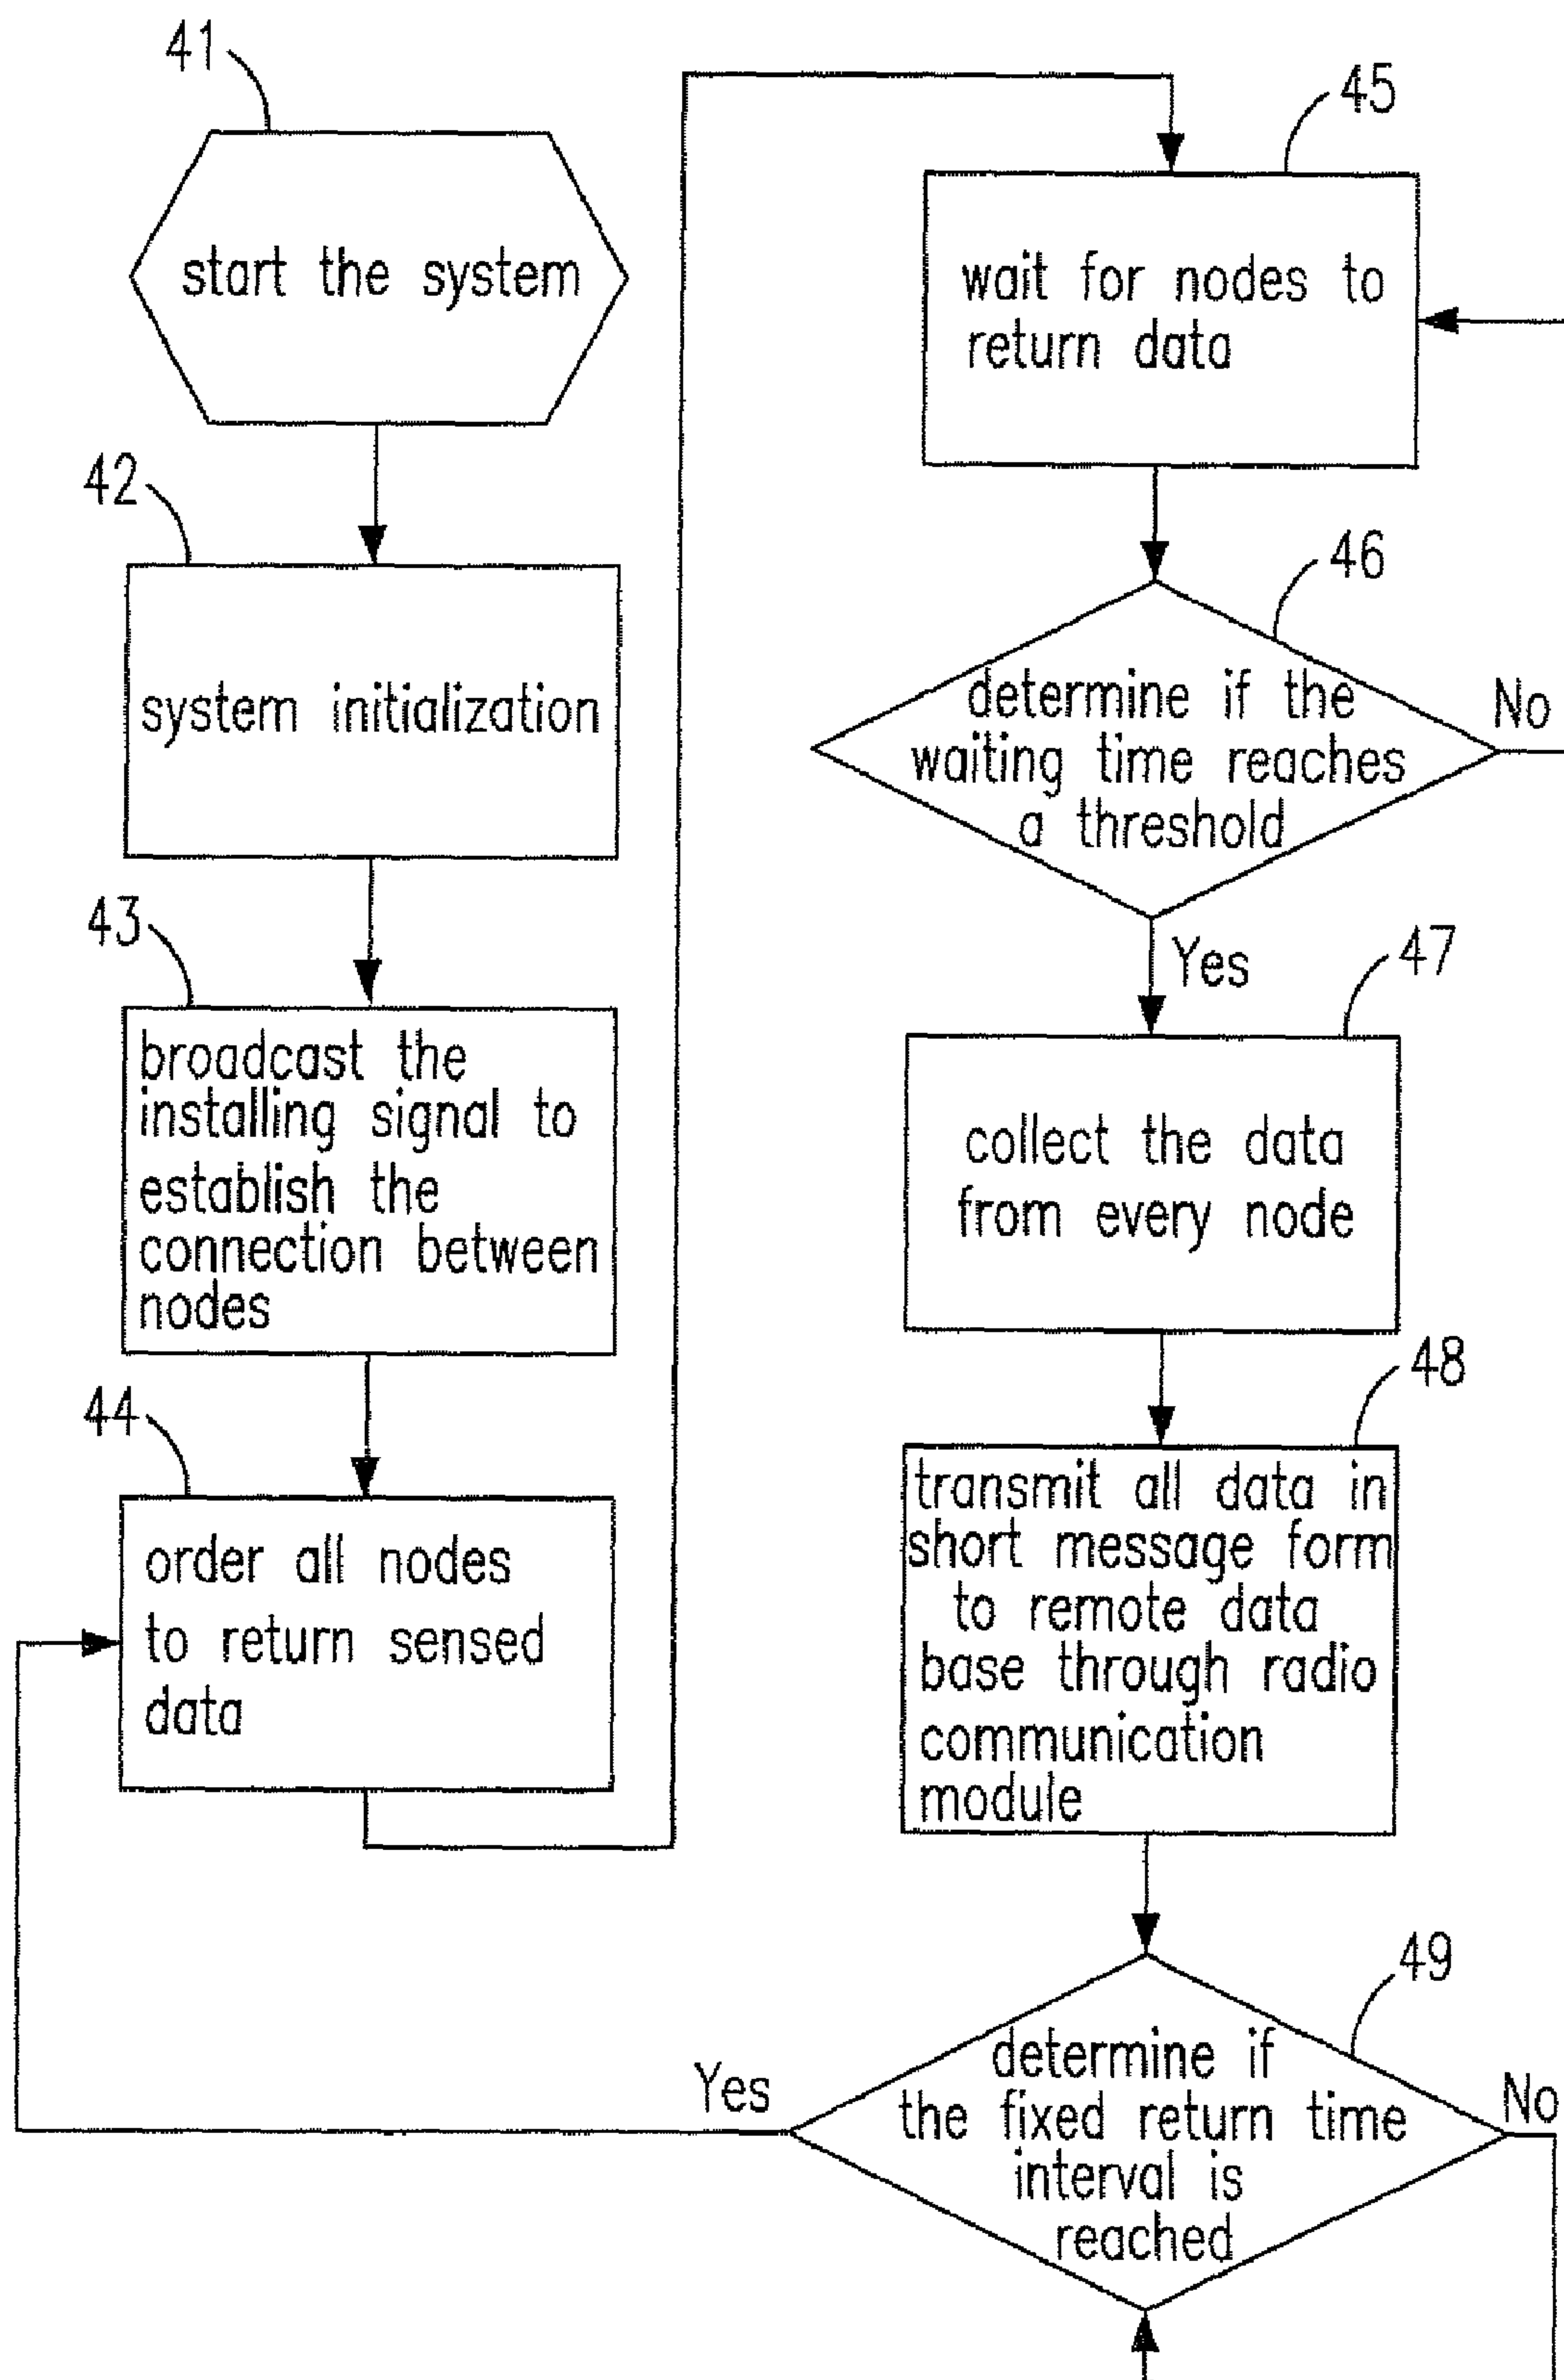 41
start the system
42
system initialization
43
broadcast the
installing signal to
establish the
connection between
nodes
44
order all nodes
to return sensed
data
45
wait for nodes to
return data
46
determine if the
waiting time reaches
a threshold
No
Yes
47
collect the data
from every node
48
transmit all data in
short message form
to remote data
base through radio
communication
module
49
determine if
the fixed return time
interval is
reached
Yes
No